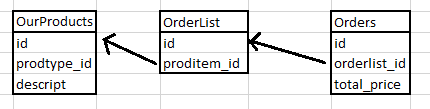 OurProducts
id
prodtype_id
descript
OrderList
id
proditem_id
Orders
id
orderlist_id
total_price